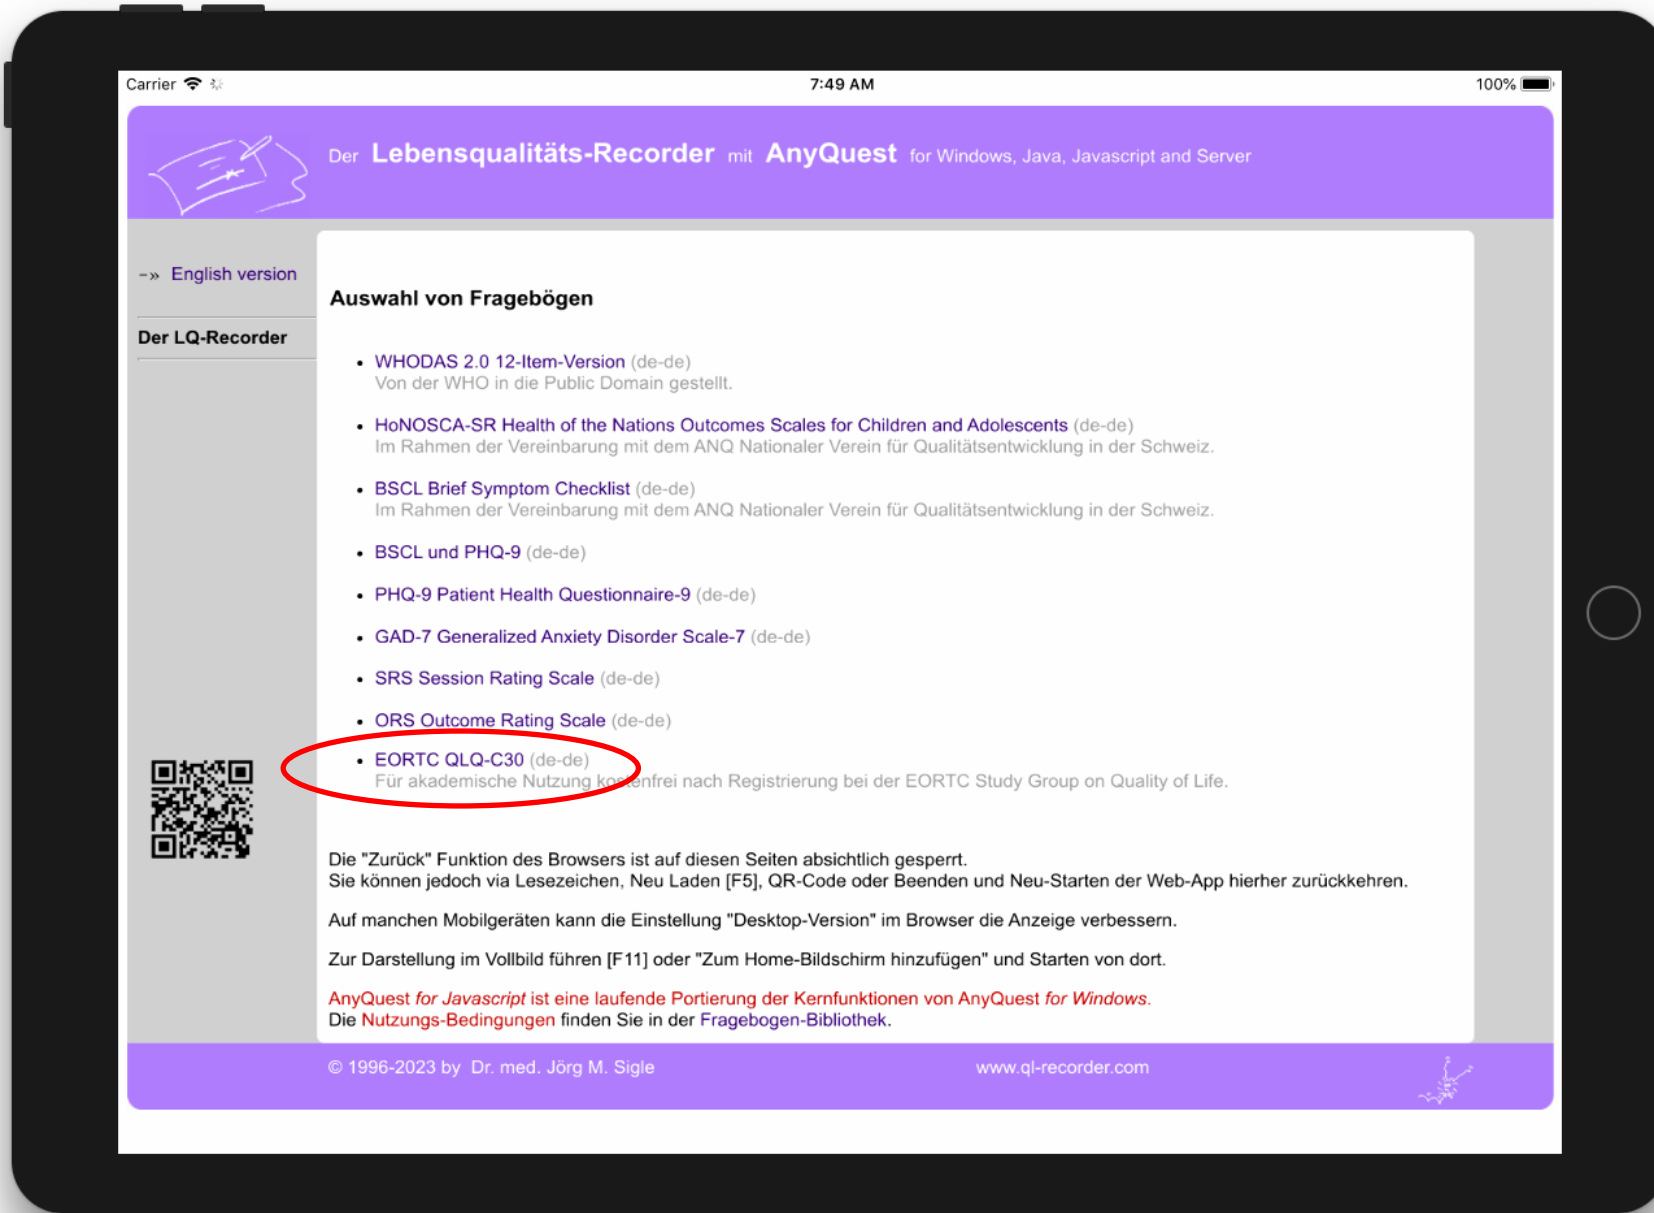 Carrier 7:49 AM 100%
Der Lebensqualitäts-Recorder mit AnyQuest for Windows, Java, Javascript and Server
-» English version
Der LQ-Recorder
Auswahl von Fragebögen
• WHODAS 2.0 12-Item-Version (de-de)
Von der WHO in die Public Domain gestellt.
• HoNOSCA-SR Health of the Nations Outcomes Scales for Children and Adolescents (de-de)
Im Rahmen der Vereinbarung mit dem ANQ Nationaler Verein für Qualitätsentwicklung in der Schweiz.
• BSCL Brief Symptom Checklist (de-de)
Im Rahmen der Vereinbarung mit dem ANQ Nationaler Verein für Qualitätsentwicklung in der Schweiz.
• BSCL und PHQ-9 (de-de)
• PHQ-9 Patient Health Questionnaire-9 (de-de)
• GAD-7 Generalized Anxiety Disorder Scale-7 (de-de)
• SRS Session Rating Scale (de-de)
• ORS Outcome Rating Scale (de-de)
• EORTC QLQ-C30 (de-de)
Für akademische Nutzung kostenfrei nach Registrierung bei der EORTC Study Group on Quality of Life.
Die "Zurück" Funktion des Browsers ist auf diesen Seiten absichtlich gesperrt.
Sie können jedoch via Lesezeichen, Neu Laden [F5], QR-Code oder Beenden und Neu-Starten der Web-App hierher zurückkehren.
Auf manchen Mobilgeräten kann die Einstellung "Desktop-Version" im Browser die Anzeige verbessern.
Zur Darstellung im Vollbild führen [F11] oder "Zum Home-Bildschirm hinzufügen" und Starten von dort.
AnyQuest for Javascript ist eine laufende Portierung der Kernfunktionen von AnyQuest for Windows.
Die Nutzungs-Bedingungen finden Sie in der Fragebogen-Bibliothek.
© 1996-2023 by Dr. med. Jörg M. Sigle www.ql-recorder.com